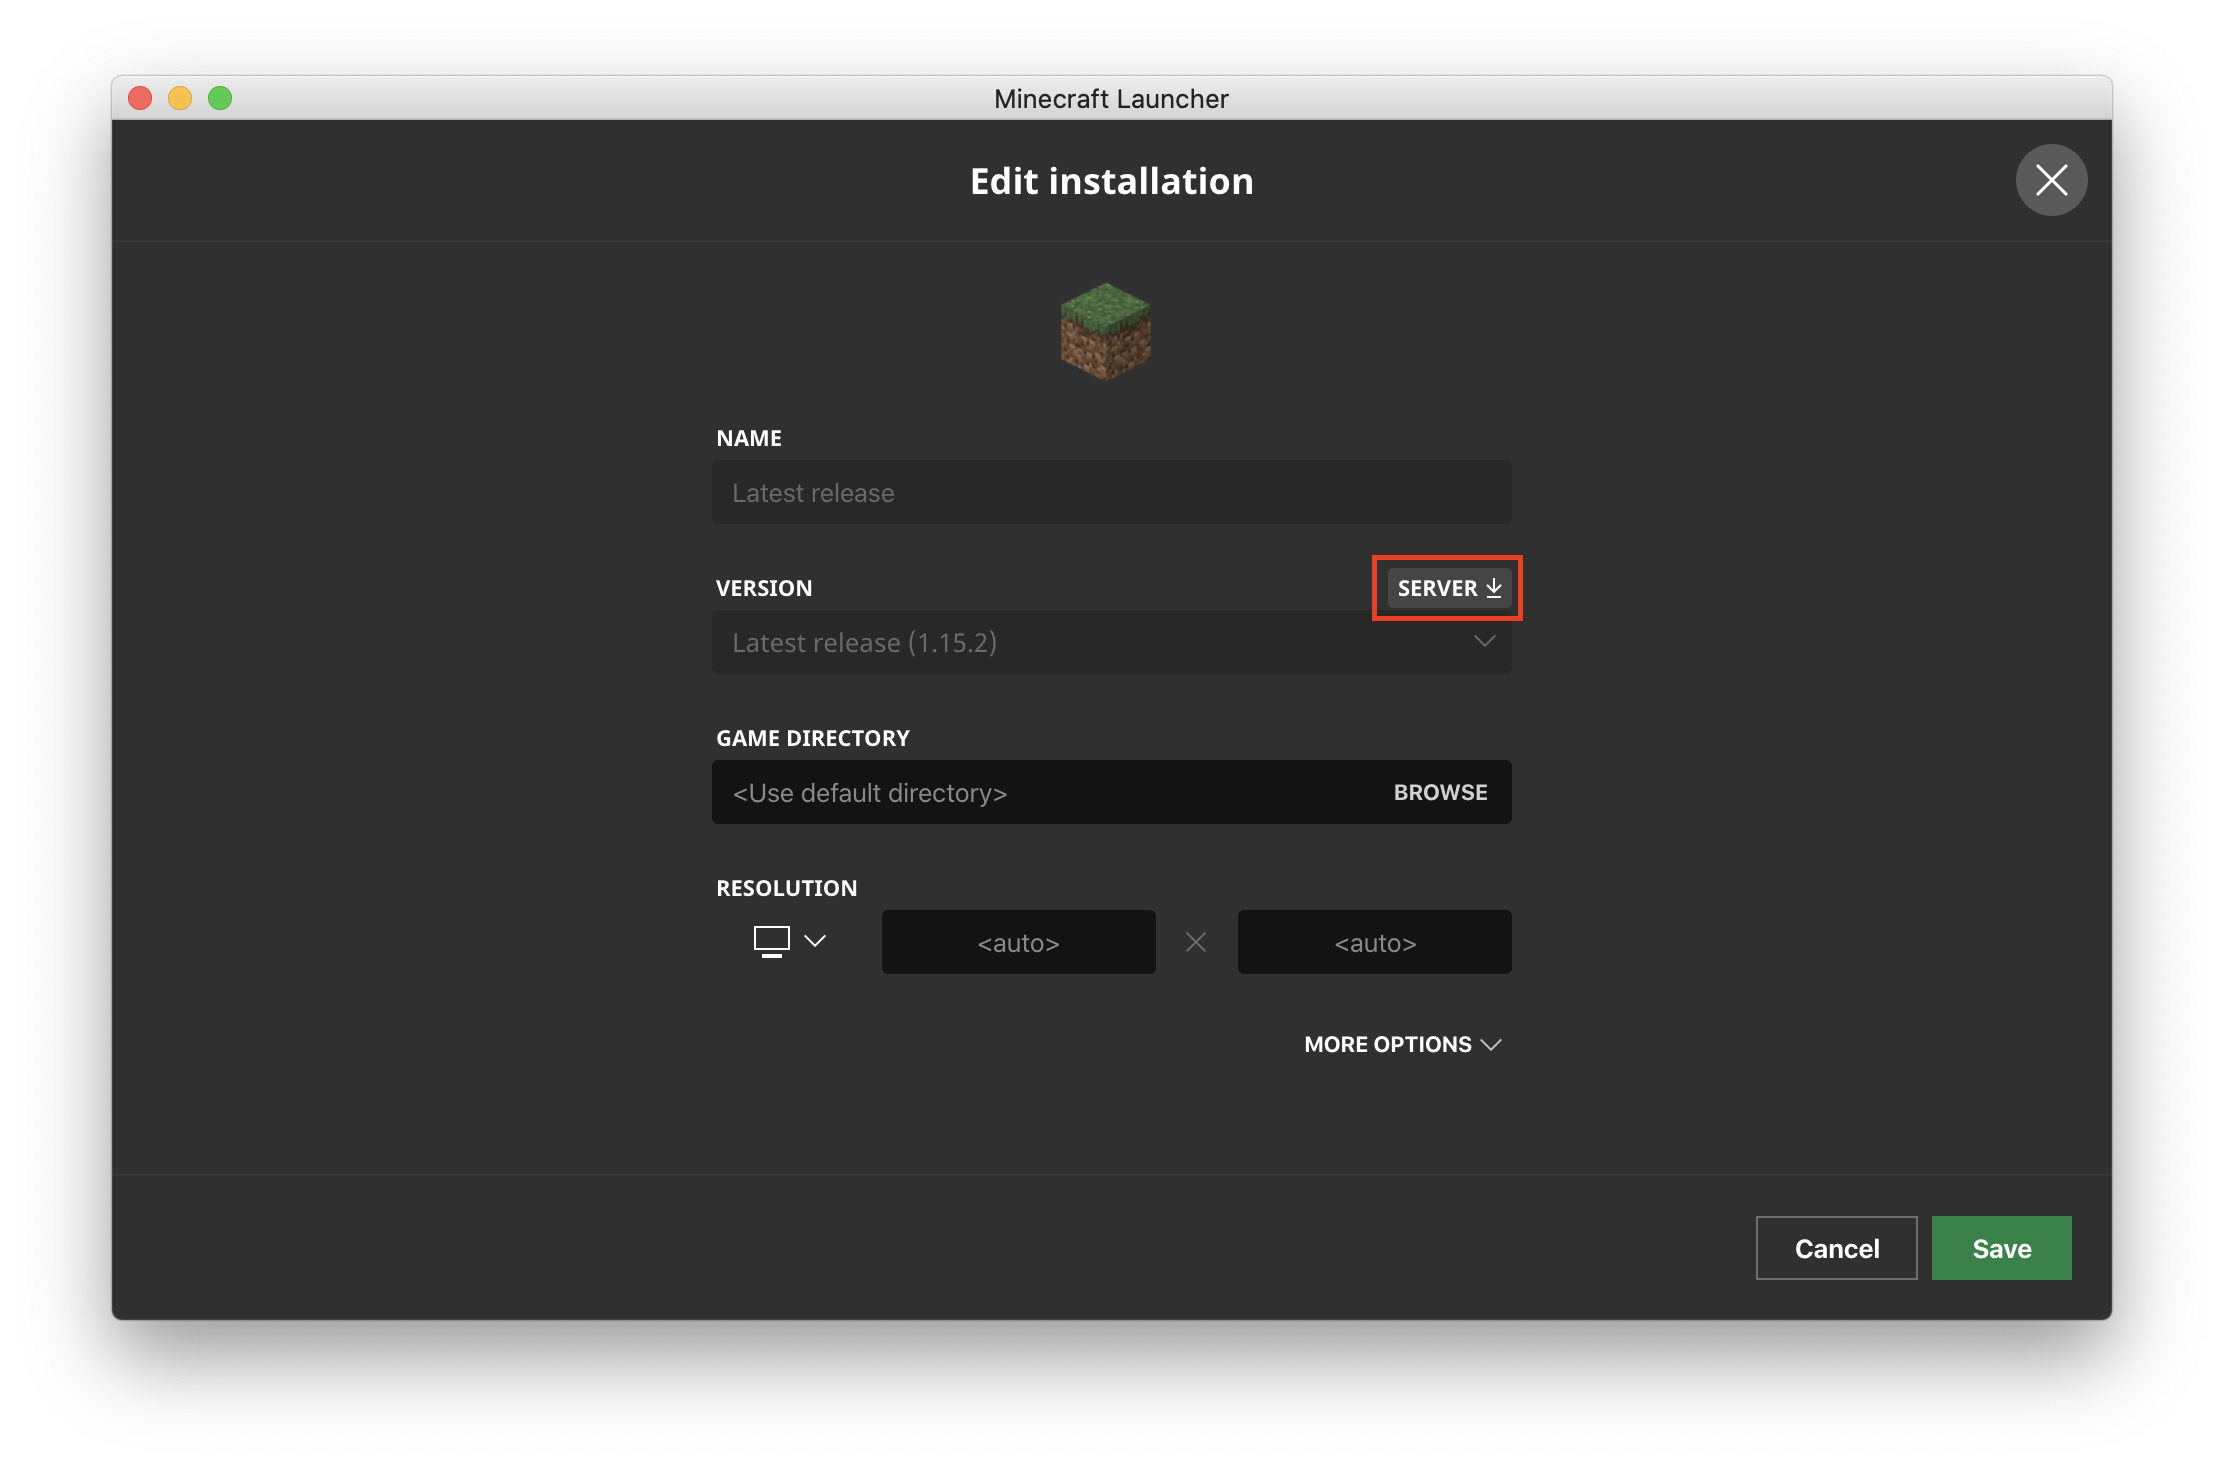 Minecraft Launcher
Edit installation
NAME
Latest release
VERSION
SERVER
Latest release (1.15.2)
GAME DIRECTORY
<Use default directory>
BROWSE
RESOLUTION
<auto>
<auto>
MORE OPTIONS
Cancel
Save